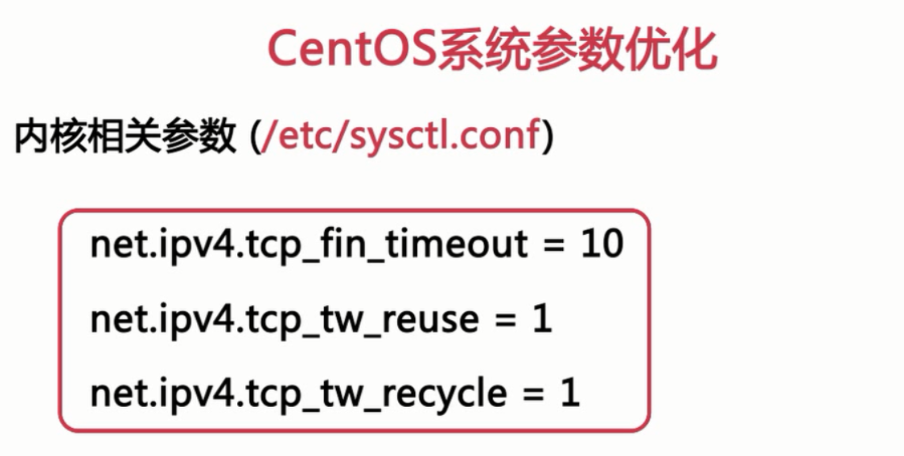 CentOS系统参数优化
内核相关参数 (/etc/sysctl.conf)
net.ipv4.tcp_fin_timeout = 10
net.ipv4.tcp_tw_reuse = 1
net.ipv4.tcp_tw_recycle = 1